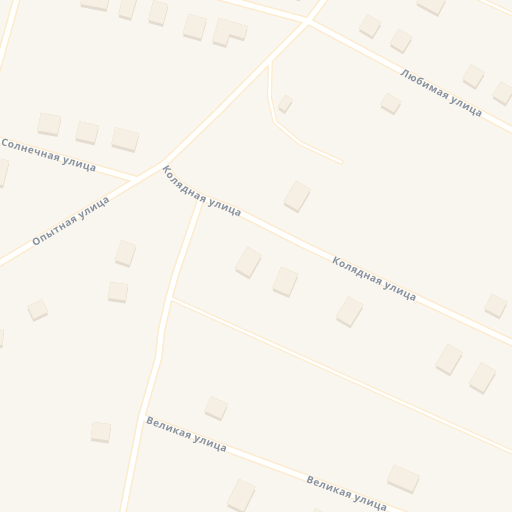 Любимая улица
Солнечная улица
Колядная улица
Опытная улица
Колядная улица
Великая улица
Великая улица